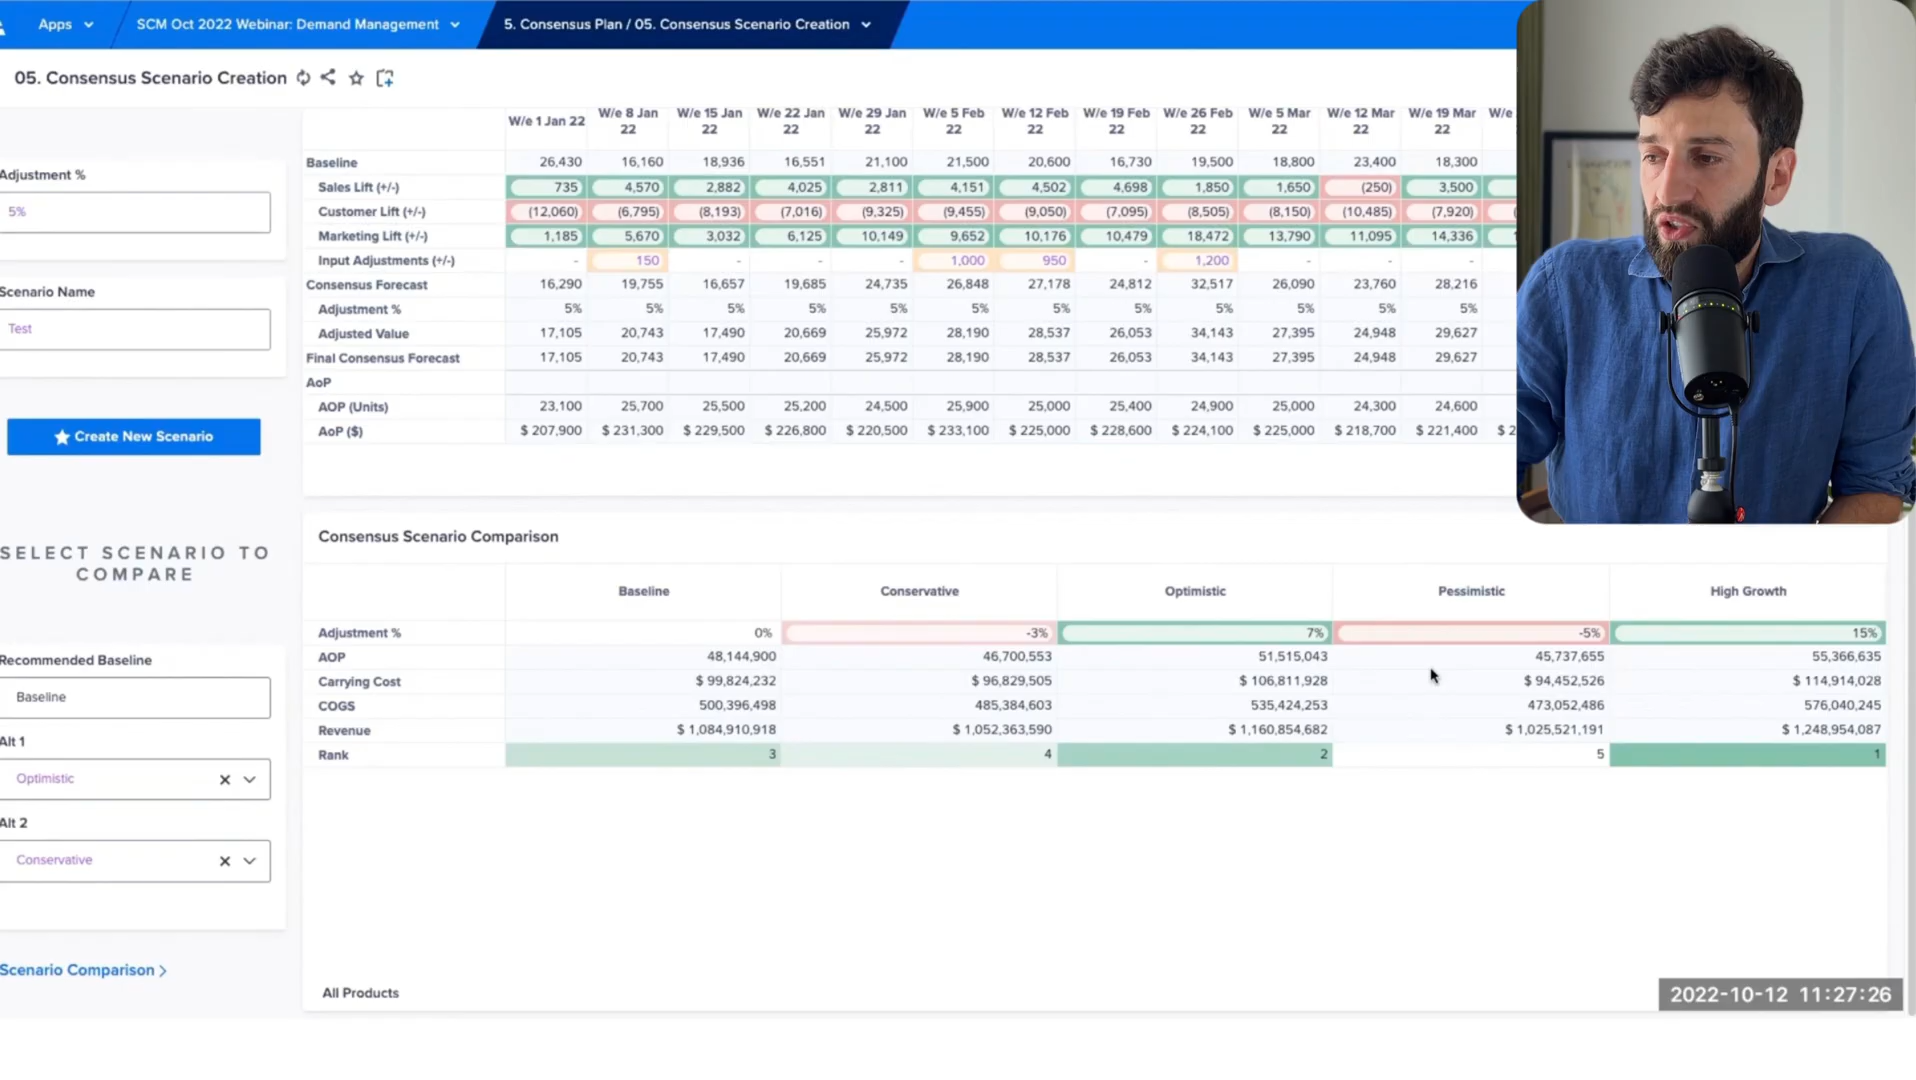 Apps
SCM Oct 2022 Webinar: Demand Management
5. Consensus Plan / 05. Consensus Scenario Creation
05. Consensus Scenario Creation
Adjustment %
5%
Scenario Name
Test
Create New Scenario
SELECT SCENARIO TO
COMPARE
Recommended Baseline
Baseline
Alt 1
Optimistic
Alt 2
Conservative
Scenario Comparison
W/e 1 Jan 22 W/e 8 Jan 22 W/e 15 Jan 22 W/e 22 Jan 22 W/e 29 Jan 22 W/e 5 Feb 22 W/e 12 Feb 22 W/e 19 Feb 22 W/e 26 Feb 22 W/e 5 Mar 22 W/e 12 Mar 22 W/e 19 Mar 22 W/e
Baseline 26,430 16,160 18,936 16,551 21,100 21,500 20,600 16,730 19,500 18,800 23,400 18,300
Sales Lift (+/-) 735 4,570 2,882 4,025 2,811 4,151 4,502 4,698 1,850 1,650 (250) 3,500
Customer Lift (+/-) (12,060) (6,795) (8,193) (7,016) (9,325) (9,455) (9,050) (7,095) (8,505) (8,150) (10,485) (7,920)
Marketing Lift (+/-) 1,185 5,670 3,032 6,125 10,149 9,652 10,176 10,479 18,472 13,790 11,095 14,336
Input Adjustments (+/-) - 150 - - - 1,000 950 - 1,200 - - -
Consensus Forecast 16,290 19,755 16,657 19,685 24,735 26,848 27,178 24,812 32,517 26,090 23,760 28,216
Adjustment % 5% 5% 5% 5% 5% 5% 5% 5% 5% 5% 5% 5%
Adjusted Value 17,105 20,743 17,490 20,669 25,972 28,190 28,537 26,053 34,143 27,395 24,948 29,627
Final Consensus Forecast 17,105 20,743 17,490 20,669 25,972 28,190 28,537 26,053 34,143 27,395 24,948 29,627
AoP
AOP (Units) 23,100 25,700 25,500 25,200 24,500 25,900 25,000 25,400 24,900 25,000 24,300 24,600
AoP ($) $ 207,900 $ 231,300 $ 229,500 $ 226,800 $ 220,500 $ 233,100 $ 225,000 $ 228,600 $ 224,100 $ 225,000 $ 218,700 $ 221,400 $ 2
Consensus Scenario Comparison
Baseline Conservative Optimistic Pessimistic High Growth
Adjustment % 0% -3% 7% -5% 15%
AOP 48,144,900 46,700,553 51,515,043 45,737,655 55,366,635
Carrying Cost $ 99,824,232 $ 96,829,505 $ 106,811,928 $ 94,452,526 $ 114,914,028
COGS 500,396,498 485,384,603 535,424,253 473,052,486 576,040,245
Revenue $ 1,084,910,918 $ 1,052,363,590 $ 1,160,854,682 $ 1,025,521,191 $ 1,248,954,087
Rank 3 4 2 5 1
All Products
2022-10-12 11:27:26